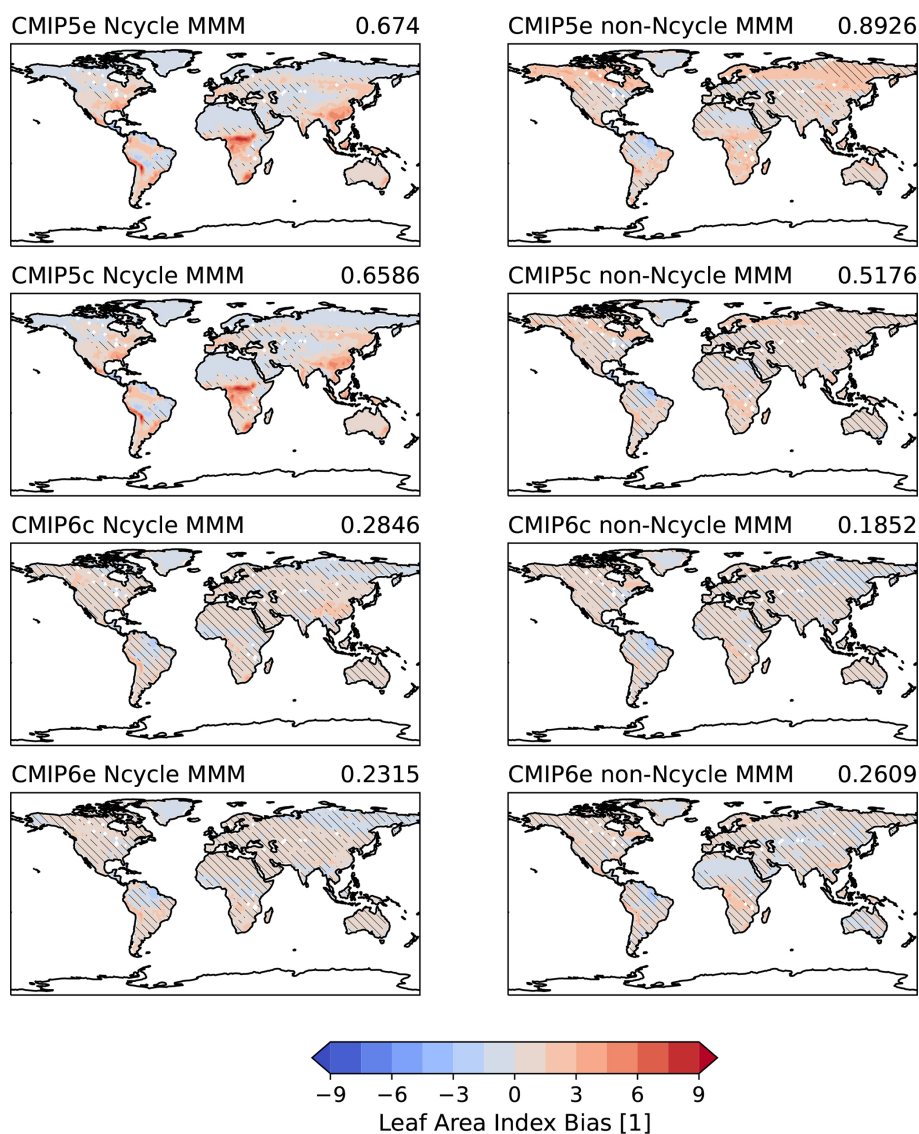 CMIP5e Ncycle MMM 0.674
CMIP5e non-Ncycle MMM 0.8926
CMIP5c Ncycle MMM 0.6586
CMIP5c non-Ncycle MMM 0.5176
CMIP6c Ncycle MMM 0.2846
CMIP6c non-Ncycle MMM 0.1852
CMIP6e Ncycle MMM 0.2315
CMIP6e non-Ncycle MMM 0.2609
−9 −6 −3 0 3 6 9
Leaf Area Index Bias [1]